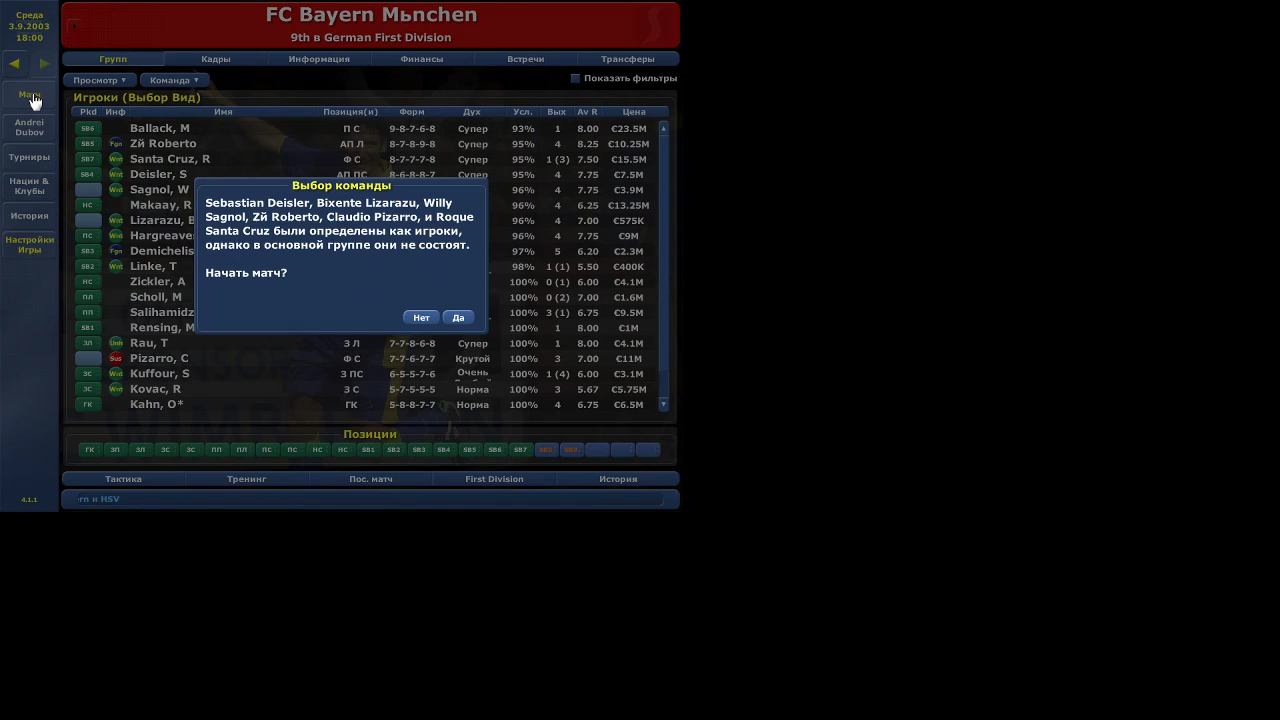 Среда
3.9.2003
18:00
FC Bayern Mьnchen
9th в German First Division
Групп Кадры Информация Финансы Встречи Трансферы
Просмотр Команда Показать фильтры
Матч
Andrei
Dubov
Турниры
Нации &
Клубы
История
Настройки
Игры
4.1.1
Игроки (Выбор Вид)
Pkd Инф Имя Позиция(и) Форм Дух Усл. Вых Av R Цена
SB6 Ballack, M П С 9-8-7-6-8 Супер 93% 1 8.00 €23.5M
SB5 Fgn Zй Roberto АП Л 8-7-8-9-8 Супер 95% 4 8.25 €10.25M
SB7 Wnt Santa Cruz, R Ф С 8-7-7-7-8 Супер 95% 1 (3) 7.50 €15.5M
SB4 Wnt Deisler, S АП ПС 8-6-8-8-7 Супер 95% 4 7.75 €7.5M
Wnt Sagnol, W 96% 4 7.75 €3.9M
НС Makaay, R 96% 4 6.25 €13.25M
Wnt Lizarazu, B 96% 4 7.00 €575K
ПС Wnt Hargreaves 96% 4 7.75 €9M
SB3 Fgn Demichelis 97% 5 6.20 €2.3M
SB2 Wnt Linke, T 98% 1 (1) 5.50 €400K
НС Zickler, A 100% 0 (1) 6.00 €4.1M
ПЛ Scholl, M 100% 0 (2) 7.00 €1.6M
ПП Salihamidz 100% 3 (1) 6.75 €9.5M
SB1 Rensing, M 100% 1 8.00 €1M
ЗЛ Unh Rau, T З Л 7-7-8-6-8 Супер 100% 1 8.00 €4.1M
Sus Pizarro, C Ф С 7-7-6-7-7 Крутой 100% 3 7.00 €11M
ЗС Wnt Kuffour, S З ПС 6-5-5-7-6 Очень 100% 1 (4) 6.00 €3.1M
ЗС Wnt Kovac, R З С 5-7-5-5-5 Норма 100% 3 5.67 €5.75M
ГК Kahn, O* ГК 5-8-8-7-7 Норма 100% 4 6.75 €6.5M
Выбор команды
Sebastian Deisler, Bixente Lizarazu, Willy
Sagnol, Zй Roberto, Claudio Pizarro, и Roque
Santa Cruz были определены как игроки,
однако в основной группе они не состоят.
Начать матч?
Нет Да
Позиции
ГК ЗП ЗЛ ЗС ЗС ПП ПЛ ПС ПС НС НС SB1 SB2 SB3 SB4 SB5 SB6 SB7
Тактика Тренинг Пос. матч First Division История
rn и HSV